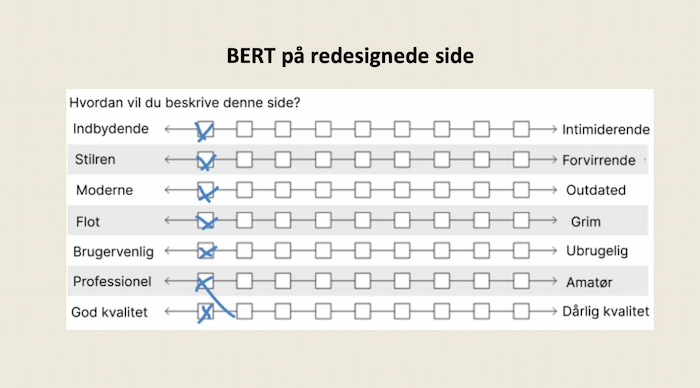 BERT på redesignede side
Hvordan vil du beskrive denne side?
Indbydende Intimiderende
Stilren Forvirrende
Moderne Outdated
Flot Grim
Brugervenlig Ubrugelig
Professionel Amatør
God kvalitet Dårlig kvalitet